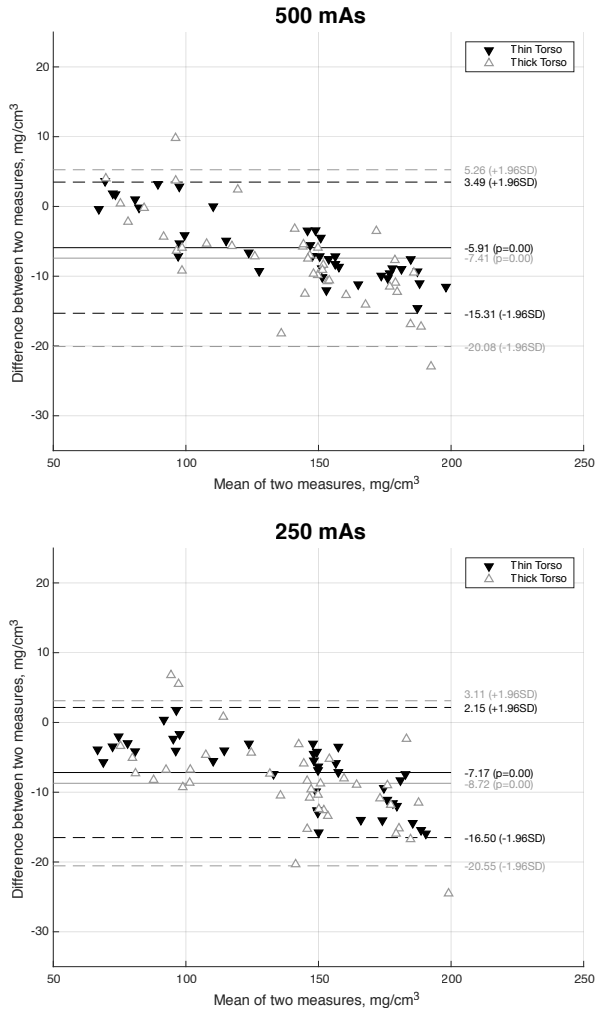 500 mAs
Thin Torso
Thick Torso
20
10
0
-10
-20
-30
5.26 (+1.96SD)
3.49 (+1.96SD)
-5.91 (p=0.00)
-7.41 (p=0.00)
-15.31 (-1.96SD)
-20.08 (-1.96SD)
50 100 150 200 250
Mean of two measures, mg/cm³
Difference between two measures, mg/cm³
250 mAs
Thin Torso
Thick Torso
20
10
0
-10
-20
-30
3.11 (+1.96SD)
2.15 (+1.96SD)
-7.17 (p=0.00)
-8.72 (p=0.00)
-16.50 (-1.96SD)
-20.55 (-1.96SD)
50 100 150 200 250
Mean of two measures, mg/cm³
Difference between two measures, mg/cm³